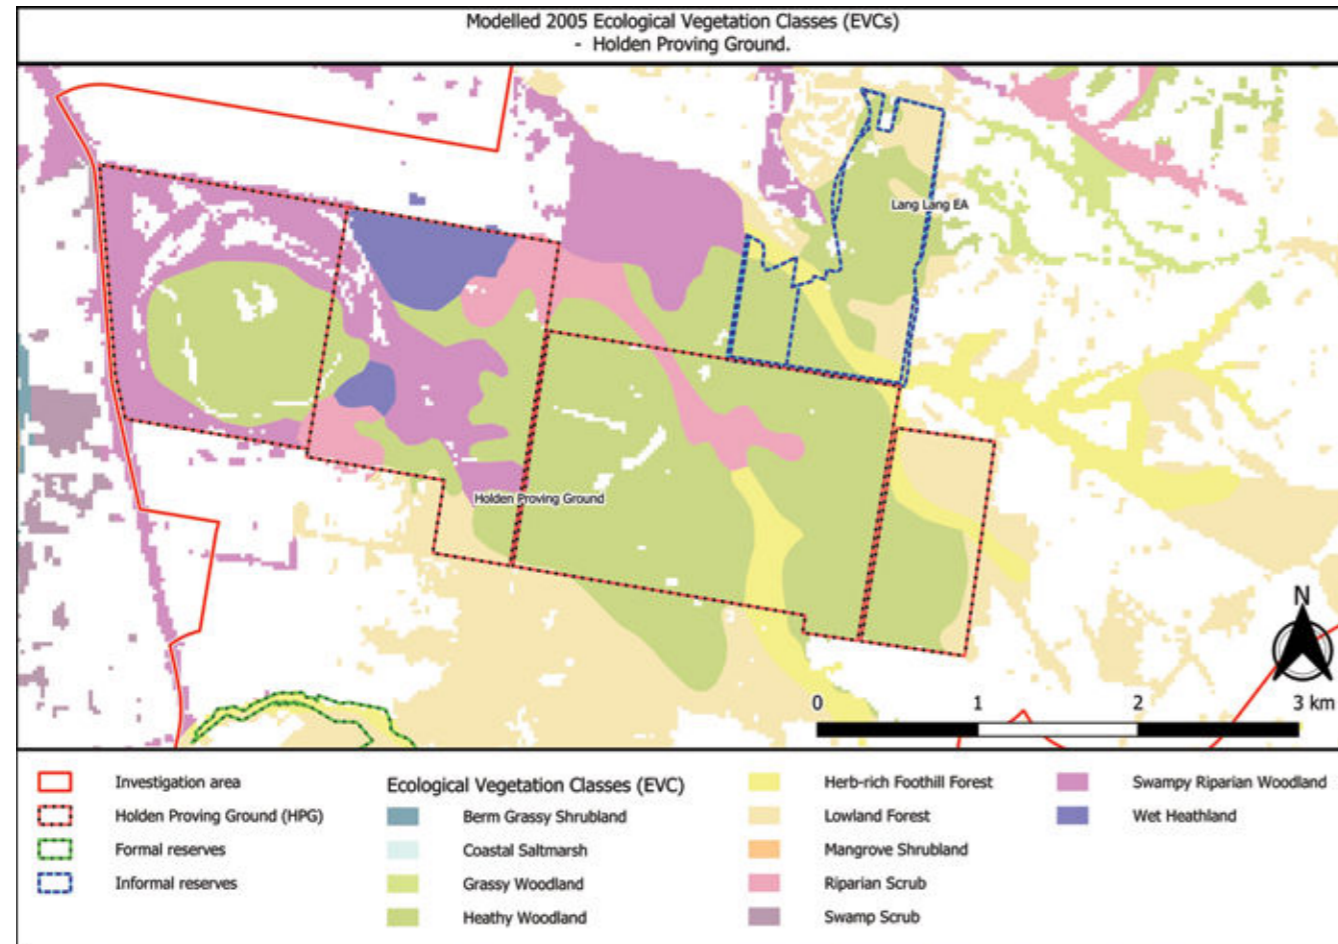 Modelled 2005 Ecological Vegetation Classes (EVCs)
- Holden Proving Ground.
Lang Lang EA
Holden Proving Ground
N
0 1 2 3 km
Investigation area
Holden Proving Ground (HPG)
Formal reserves
Informal reserves
Ecological Vegetation Classes (EVC)
Berm Grassy Shrubland
Coastal Saltmarsh
Grassy Woodland
Heathy Woodland
Herb-rich Foothill Forest
Lowland Forest
Mangrove Shrubland
Riparian Scrub
Swamp Scrub
Swampy Riparian Woodland
Wet Heathland